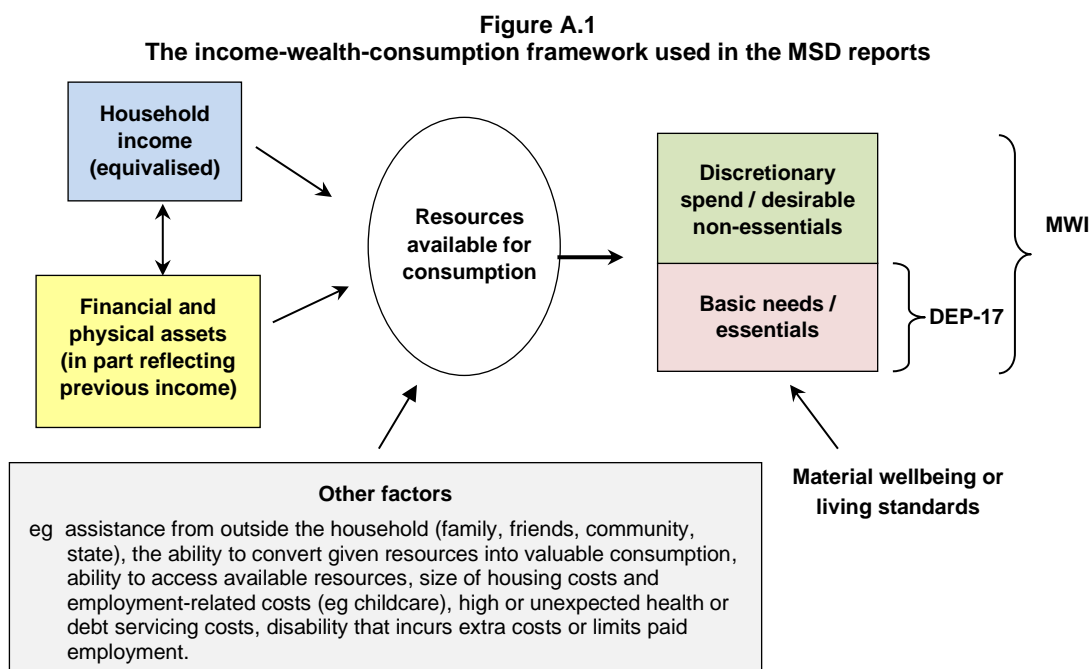 Figure A.1
The income-wealth-consumption framework used in the MSD reports
Household
income
(equivalised)
Financial and
physical assets
(in part reflecting
previous income)
Resources
available for
consumption
Discretionary
spend / desirable
non-essentials
Basic needs /
essentials
DEP-17
MWI
Material wellbeing or
living standards
Other factors
eg assistance from outside the household (family, friends, community,
state), the ability to convert given resources into valuable consumption,
ability to access available resources, size of housing costs and
employment-related costs (eg childcare), high or unexpected health or
debt servicing costs, disability that incurs extra costs or limits paid
employment.